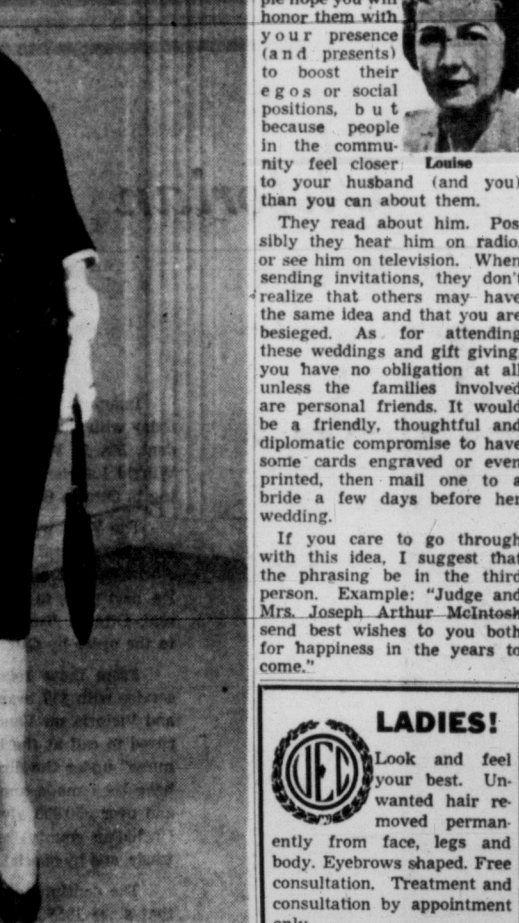 ple hope you will
honor them with
your presence
(and presents)
to boost their
egos or social
positions, but
because people
in the commu-
nity feel closer
Louise
to your husband (and you)
than you can about them.
They read about him. Pos
sibly they hear him on radio
or see him on television. When
sending invitations, they don't
realize that others may have
the same idea and that you are
besieged. As for attending
these weddings and gift giving
you have no obligation at all
unless the families involved
are personal friends. It would
be a friendly, thoughtful and
diplomatic compromise to have
some cards engraved or even
printed, then mail one to a
bride a few days before her
wedding.
If you care to go through
with this idea, I suggest that
the phrasing be in the third
person. Example: "Judge and
Mrs. Joseph Arthur McIntosh
send best wishes to you both
for happiness in the years to
come."
LADIES!
UEC
Look and feel
your best. Un-
wanted hair re-
moved perman-
ently from face, legs and
body. Eyebrows shaped. Free
consultation. Treatment and
consultation by appointment
only